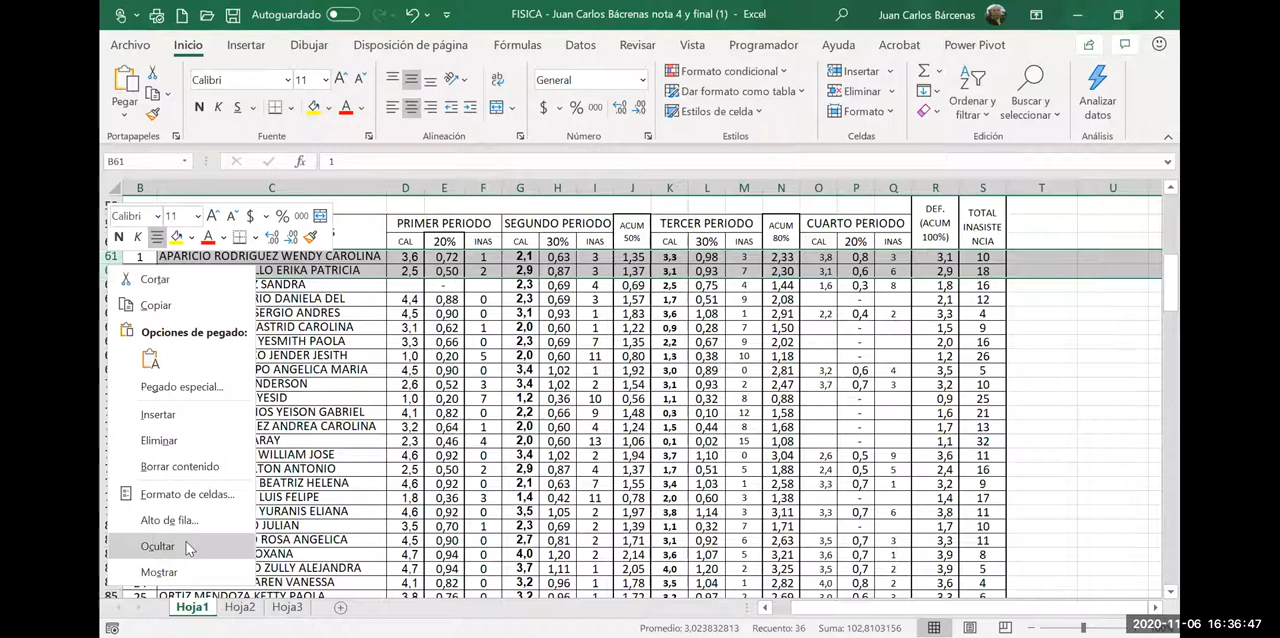 Autoguardado
FISICA - Juan Carlos Bácrenas nota 4 y final (1) - Excel
Juan Carlos Bárcenas
Archivo Inicio Insertar Dibujar Disposición de página Fórmulas Datos Revisar Vista Programador Ayuda Acrobat Power Pivot
Pegar
Calibri 11
N K S
General
$ % 000
Formato condicional
Dar formato como tabla
Estilos de celda
Insertar
Eliminar
Formato
Ordenar y filtrar
Buscar y seleccionar
Analizar datos
Portapapeles Fuente Alineación Número Estilos Celdas Edición Análisis
B61 fx 1
B C D E F G H I J K L M N O P Q R S T U
Calibri 11 A A $ % 000
N K A
PRIMER PERIODO SEGUNDO PERIODO ACUM 50% TERCER PERIODO ACUM 80% CUARTO PERIODO DEF. (ACUM 100%) TOTAL INASISTE NCIA
CAL 20% INAS CAL 30% INAS CAL 30% INAS CAL 20% INAS
61 1 APARICIO RODRIGUEZ WENDY CAROLINA 3,6 0,72 1 2,1 0,63 3 1,35 3,3 0,98 3 2,33 3,8 0,8 3 3,1 10
LLO ERIKA PATRICIA 2,5 0,50 2 2,9 0,87 3 1,37 3,1 0,93 7 2,30 3,1 0,6 6 2,9 18
Z SANDRA - 2,3 0,69 4 0,69 2,5 0,75 4 1,44 1,6 0,3 8 1,8 16
RIO DANIELA DEL 4,4 0,88 0 2,3 0,69 3 1,57 1,7 0,51 9 2,08 - 2,1 12
SERGIO ANDRES 4,5 0,90 0 3,1 0,93 0 1,83 3,6 1,08 1 2,91 2,2 0,4 2 3,3 4
ASTRID CAROLINA 3,1 0,62 1 2,0 0,60 1 1,22 0,9 0,28 7 1,50 - 1,5 9
YESMITH PAOLA 3,3 0,66 0 2,3 0,69 7 1,35 2,2 0,67 9 2,02 - 2,0 16
O JENDER JESITH 1,0 0,20 5 2,0 0,60 11 0,80 1,3 0,38 10 1,18 - 1,2 26
PO ANGELICA MARIA 4,5 0,90 0 3,4 1,02 1 1,92 3,0 0,89 0 2,81 3,2 0,6 4 3,5 5
NDERSON 2,6 0,52 3 3,4 1,02 2 1,54 3,1 0,93 2 2,47 3,7 0,7 3 3,2 10
YESID 1,0 0,20 7 1,2 0,36 10 0,56 1,1 0,32 8 0,88 - 0,9 25
IOS YEISON GABRIEL 4,1 0,82 0 2,2 0,66 9 1,48 0,3 0,10 12 1,58 - 1,6 21
EZ ANDREA CAROLINA 3,2 0,64 1 2,0 0,60 4 1,24 1,5 0,44 8 1,68 - 1,7 13
ARAY 2,3 0,46 4 2,0 0,60 13 1,06 0,1 0,02 15 1,08 - 1,1 32
WILLIAM JOSE 4,6 0,92 0 3,4 1,02 2 1,94 3,7 1,10 0 3,04 2,6 0,5 9 3,6 11
LTON ANTONIO 2,5 0,50 2 2,9 0,87 4 1,37 1,7 0,51 5 1,88 2,4 0,5 5 2,4 16
BEATRIZ HELENA 4,6 0,92 0 2,1 0,63 7 1,55 3,4 1,03 1 2,58 3,3 0,7 1 3,2 9
LUIS FELIPE 1,8 0,36 3 1,4 0,42 11 0,78 2,0 0,60 3 1,38 - 1,4 17
YURANIS ELIANA 4,6 0,92 0 3,5 1,05 2 1,97 3,8 1,14 3 3,11 3,3 0,7 6 3,8 11
O JULIAN 3,5 0,70 1 2,3 0,69 2 1,39 1,1 0,32 7 1,71 - 1,7 10
O ROSA ANGELICA 4,6 0,92 0 2,7 0,81 2 1,71 3,1 0,92 6 2,63 3,5 0,7 3 3,3 11
OXANA 4,7 0,94 0 4,0 1,20 2 2,14 3,6 1,07 5 3,21 3,6 0,7 1 3,9 8
O ZULLY ALEJANDRA 4,7 0,94 0 3,7 1,11 2 2,05 4,0 1,20 3 3,25 3,3 0,7 0 3,9 5
AREN VANESSA 4,1 0,82 0 3,2 0,96 1 1,78 3,5 1,04 1 2,82 4,0 0,8 2 3,6 4
85 ORTIZ MENDOZA KETTY PAOLA 3,8 0,76 0 3,2 0,96
Cortar
Copiar
Opciones de pegado:
Pegado especial...
Insertar
Eliminar
Borrar contenido
Formato de celdas...
Alto de fila...
Ocultar
Mostrar
Hoja1 Hoja2 Hoja3
Promedio: 3,023832813 Recuento: 36 Suma: 102,8103156
2020-11-06 16:36:47